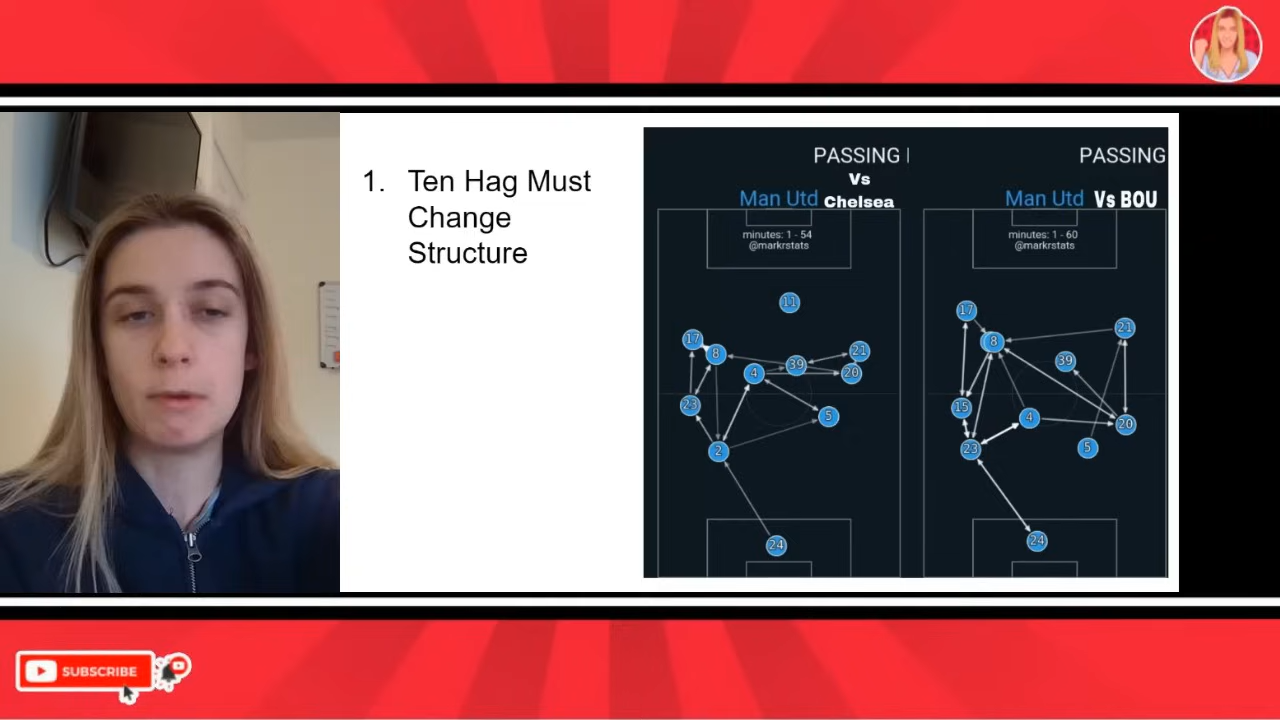 1. Ten Hag Must
Change
Structure
PASSING
Vs
Man Utd Chelsea
minutes: 1 - 54
@markrstats
11
17
8
21
39
4
20
23
5
2
24
PASSING
Man Utd Vs BOU
minutes: 1 - 60
@markrstats
17
21
8
39
15
4
20
23
5
24
SUBSCRIBE